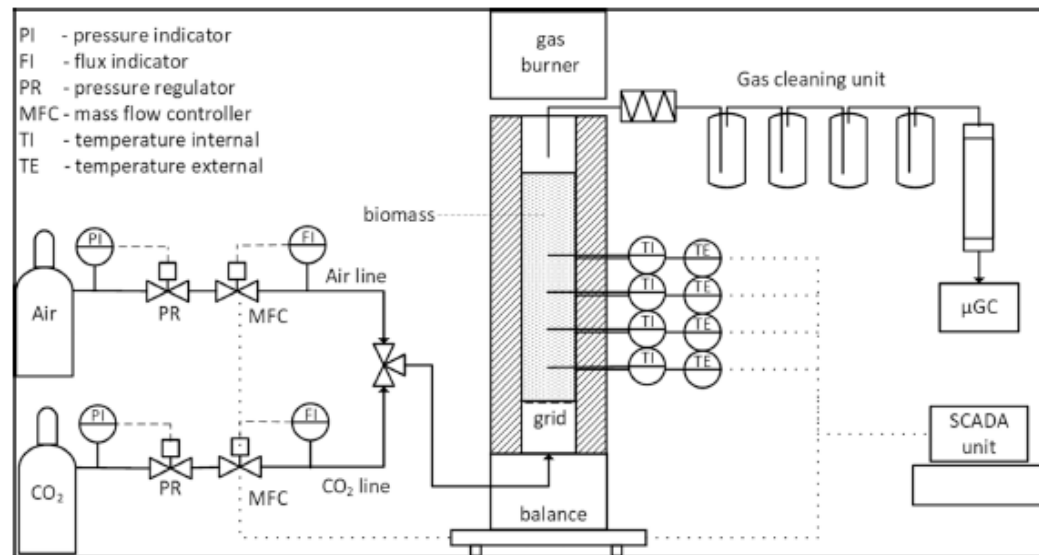 PI - pressure indicator
FI - flux indicator
PR - pressure regulator
MFC - mass flow controller
TI - temperature internal
TE - temperature external
gas
burner
Gas cleaning unit
biomass
PI
FI
Air line
Air
PR
MFC
TI TE
TI TE
TI TE
TI TE
µGC
PI
FI
grid
SCADA
unit
CO₂
PR
MFC
CO₂ line
balance